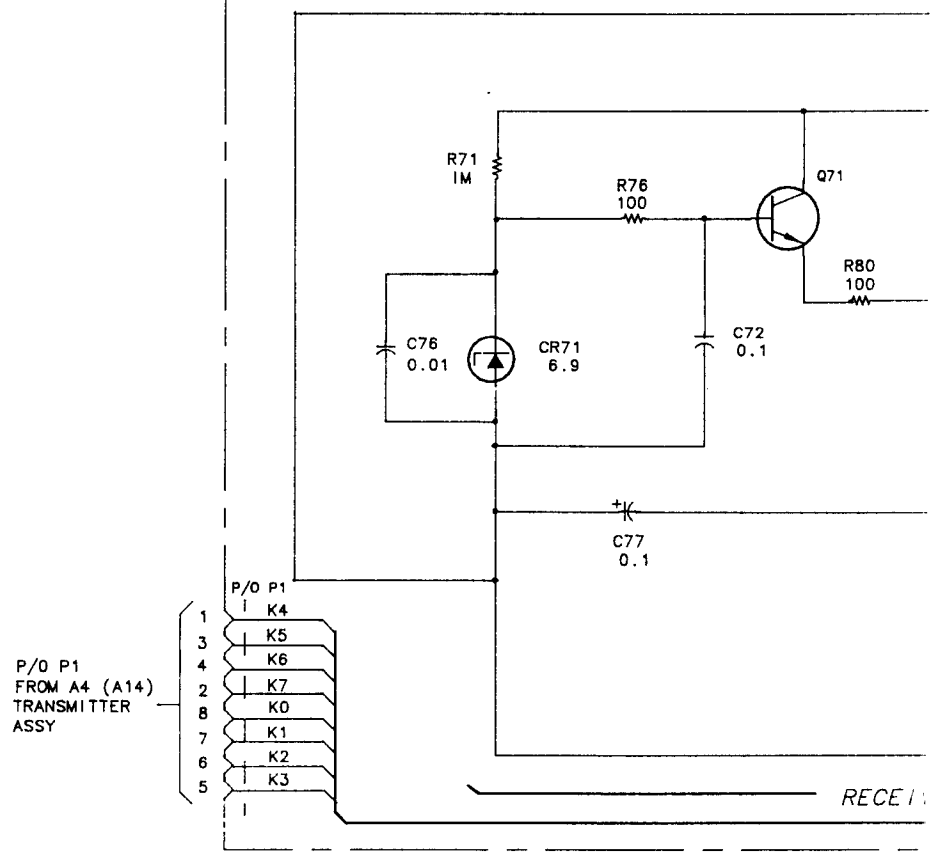 R71
1M
R76
100
Q71
R80
100
C76
0.01
CR71
6.9
C72
0.1
+
C77
0.1
P/O P1
1 K4
3 K5
4 K6
2 K7
8 K0
7 K1
6 K2
5 K3
P/O P1
FROM A4 (A14)
TRANSMITTER
ASSY